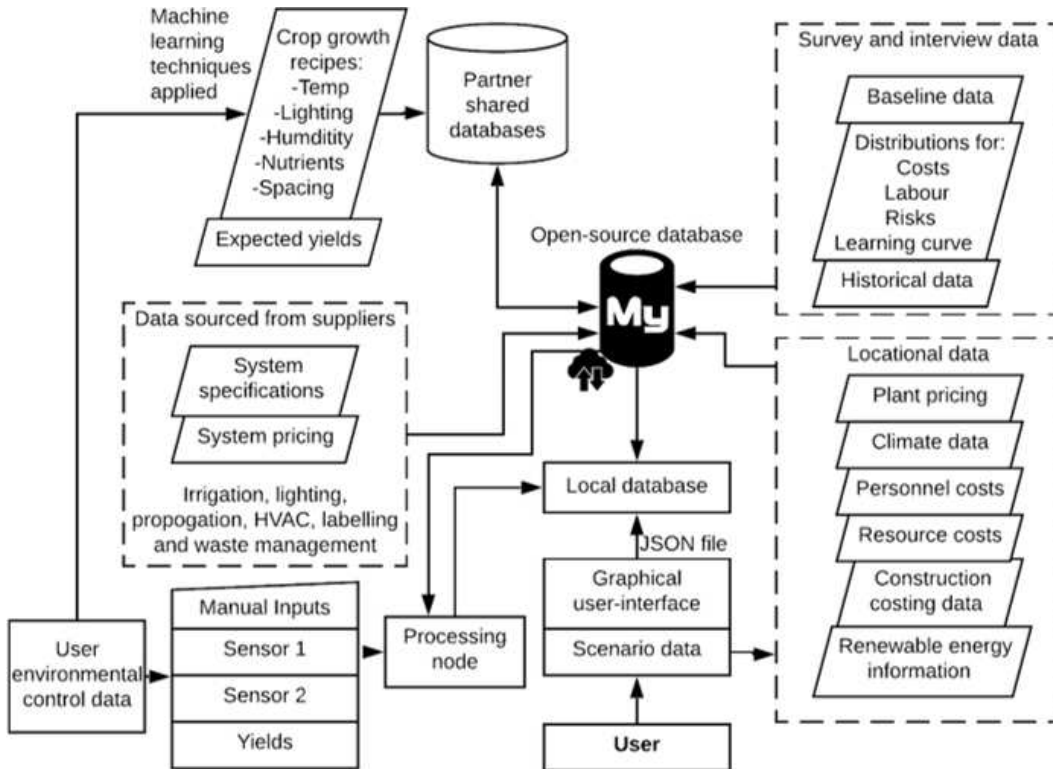 Machine
learning
techniques
applied
Crop growth
recipes:
-Temp
-Lighting
-Humditity
-Nutrients
-Spacing
Expected yields
Partner
shared
databases
Survey and interview data
Baseline data
Distributions for:
Costs
Labour
Risks
Learning curve
Historical data
Open-source database
My
Data sourced from suppliers
System
specifications
System pricing
Irrigation, lighting,
propogation, HVAC, labelling
and waste management
Locational data
Plant pricing
Climate data
Personnel costs
Resource costs
Construction
costing data
Renewable energy
information
Local database
JSON file
Graphical
user-interface
Scenario data
User
Processing
node
Manual Inputs
Sensor 1
Sensor 2
Yields
User
environmental
control data